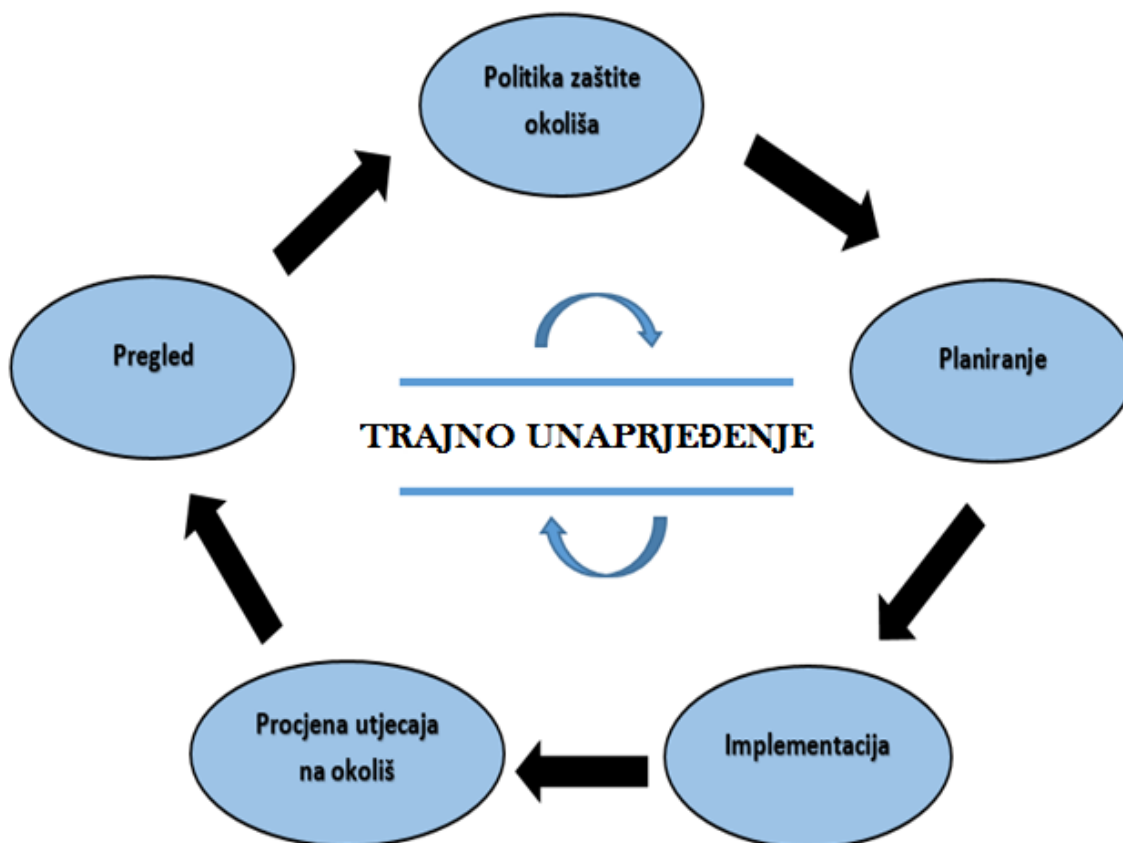 Politika zaštite
okoliša
Pregled
Planiranje
TRAJNO UNAPRJEĐENJE
Procjena utjecaja
na okoliš
Implementacija